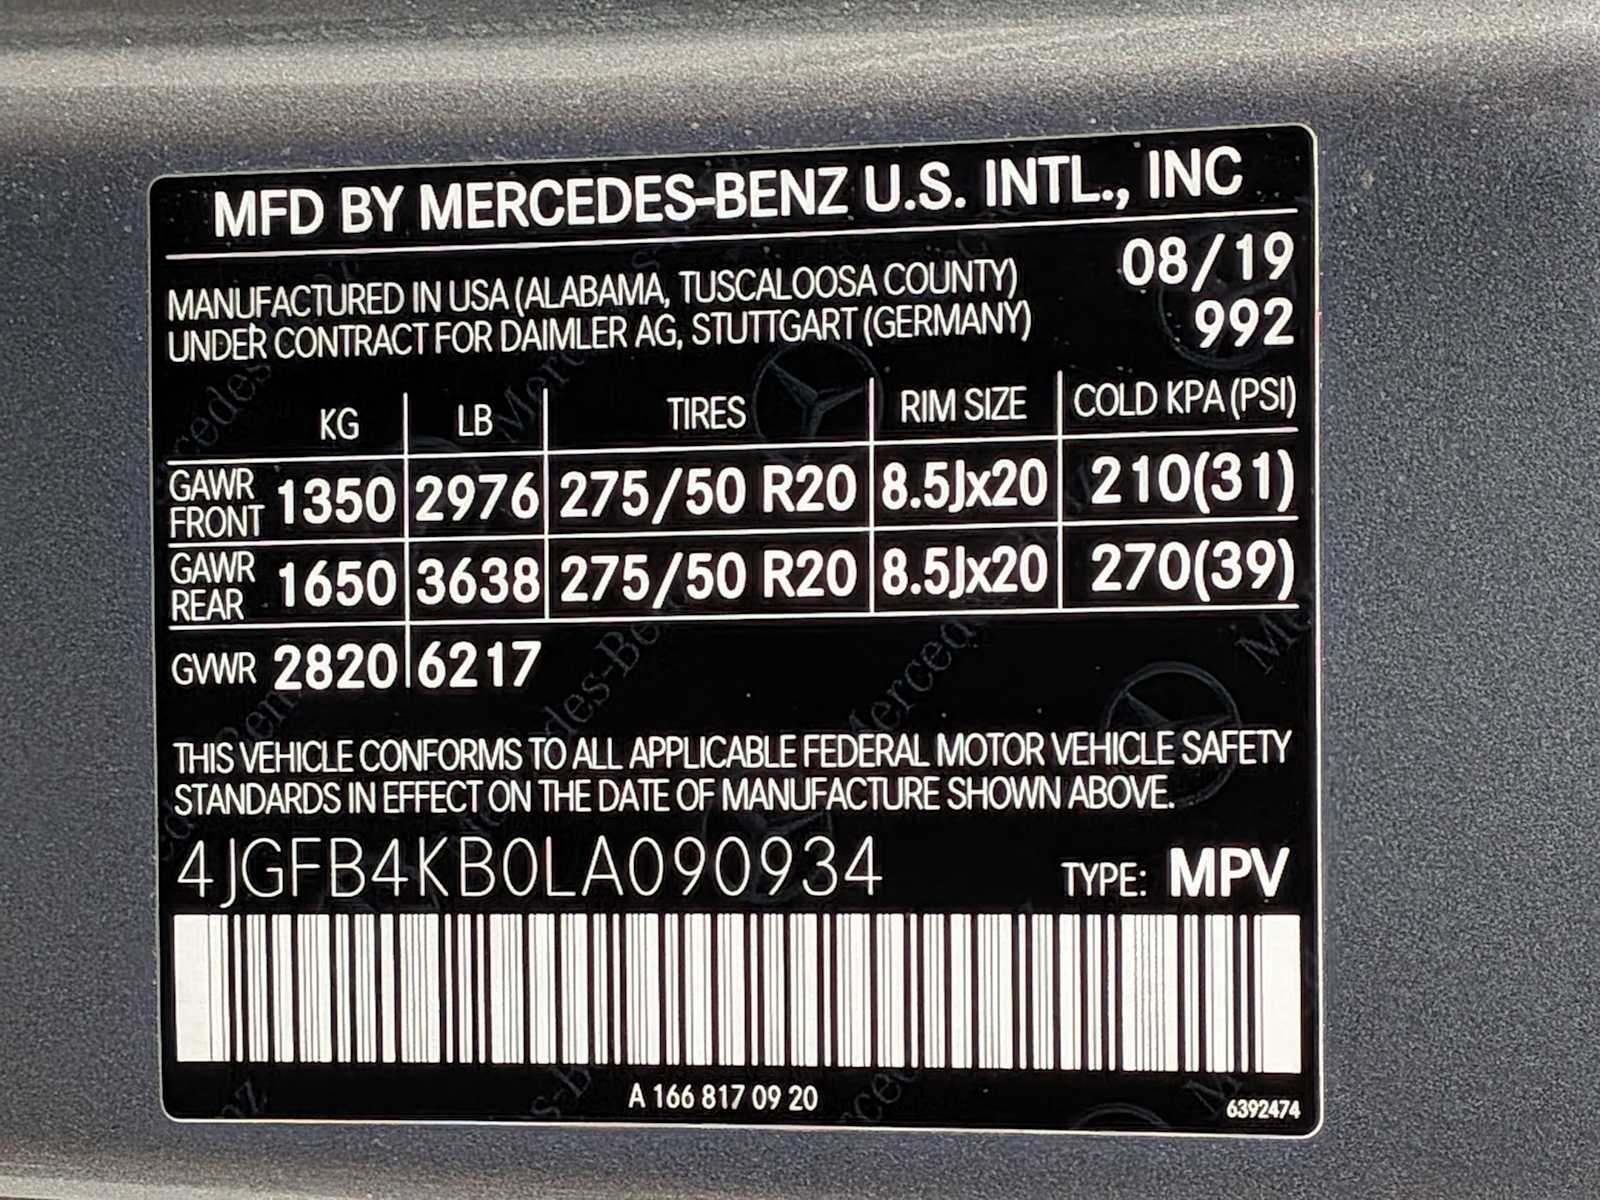 MFD BY MERCEDES-BENZ U.S. INTL., INC
08/19
MANUFACTURED IN USA (ALABAMA, TUSCALOOSA COUNTY)
UNDER CONTRACT FOR DAIMLER AG, STUTTGART (GERMANY)
992
KG LB TIRES RIM SIZE COLD KPA (PSI)
GAWR FRONT 1350 2976 275/50 R20 8.5Jx20 210(31)
GAWR REAR 1650 3638 275/50 R20 8.5Jx20 270(39)
GVWR 2820 6217
THIS VEHICLE CONFORMS TO ALL APPLICABLE FEDERAL MOTOR VEHICLE SAFETY
STANDARDS IN EFFECT ON THE DATE OF MANUFACTURE SHOWN ABOVE.
4JGFB4KB0LA090934 TYPE: MPV
A 166 817 09 20
6392474